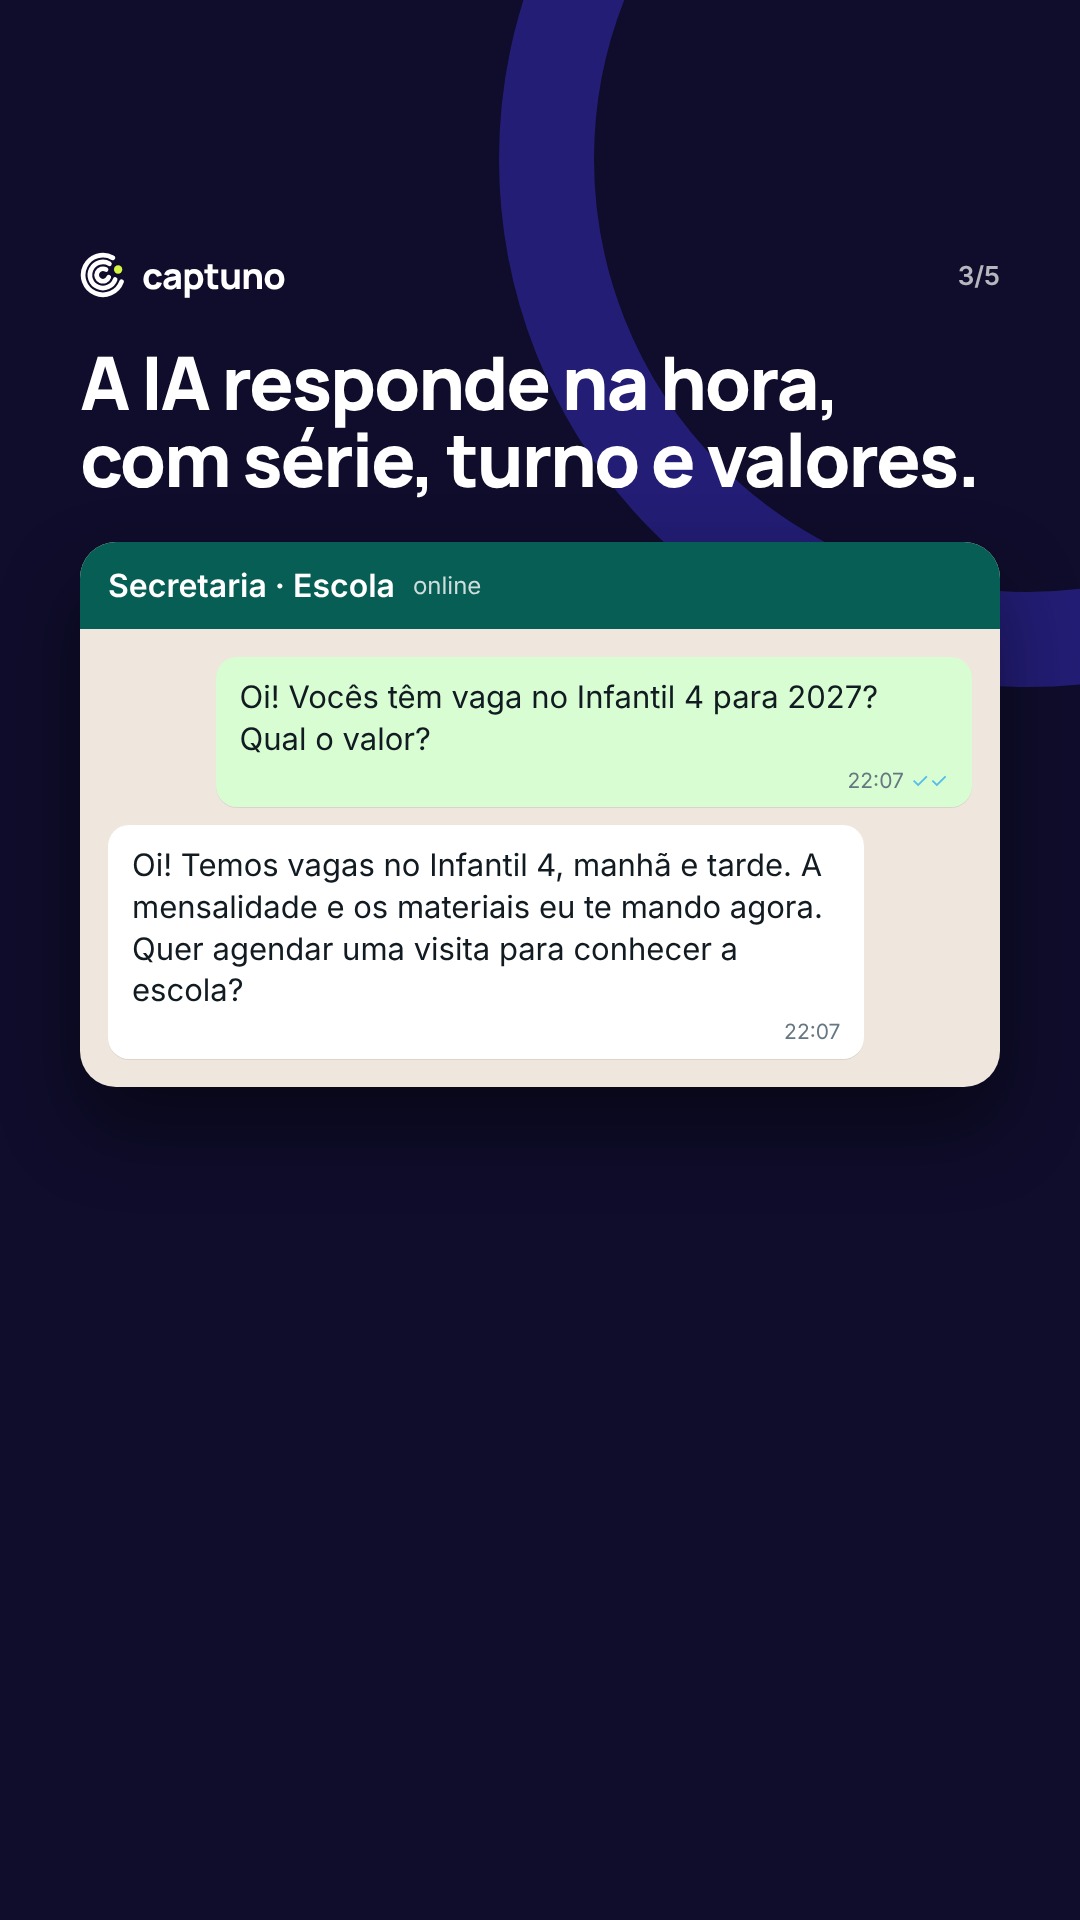 captuno
3/5
A IA responde na hora,
com série, turno e valores.
Secretaria · Escola online
Oi! Vocês têm vaga no Infantil 4 para 2027?
Qual o valor?
22:07
Oi! Temos vagas no Infantil 4, manhã e tarde. A
mensalidade e os materiais eu te mando agora.
Quer agendar uma visita para conhecer a
escola?
22:07